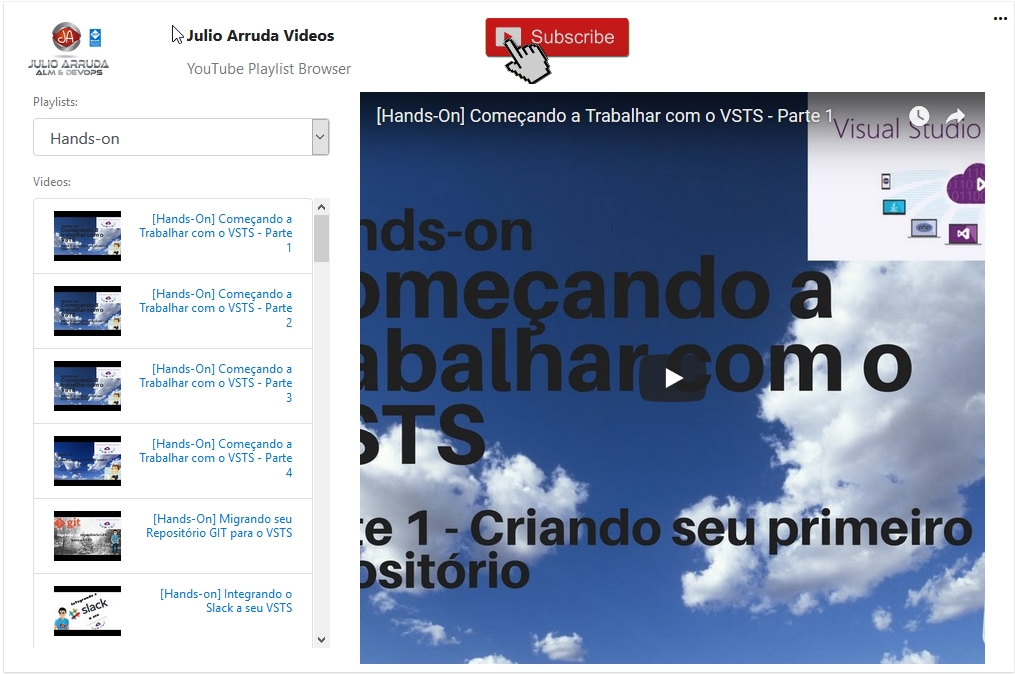 JA
JULIO ARRUDA
ALM & DEVOPS
Julio Arruda Videos
YouTube Playlist Browser
Subscribe
Playlists:
Hands-on
Videos:
[Hands-On] Começando a
Trabalhar com o VSTS - Parte
1
[Hands-On] Começando a
Trabalhar com o VSTS - Parte
2
[Hands-On] Começando a
Trabalhar com o VSTS - Parte
3
[Hands-On] Começando a
Trabalhar com o VSTS - Parte
4
git
[Hands-On] Migrando seu
Repositório GIT para o VSTS
slack
[Hands-on] Integrando o
Slack a seu VSTS
[Hands-On] Começando a Trabalhar com o VSTS - Parte 1
Visual Studio
php
nds-on
omeçando a
abalhar com o
STS
te 1 - Criando seu primeiro
ositório